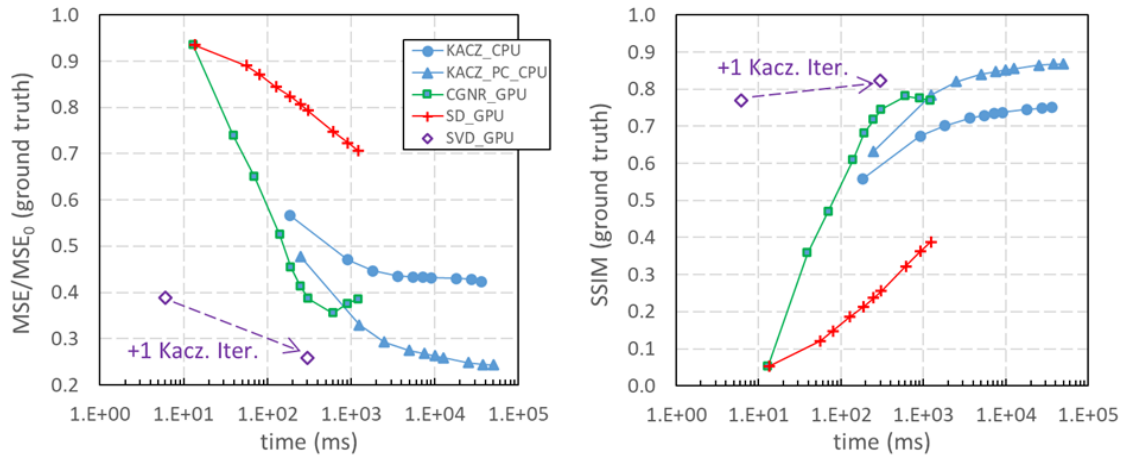 1.0
0.9
0.8
0.7
0.6
0.5
0.4
0.3
0.2
MSE/MSE₀ (ground truth)
KACZ_CPU
KACZ_PC_CPU
CGNR_GPU
SD_GPU
SVD_GPU
+1 Kacz. Iter.
1.E+00 1.E+01 1.E+02 1.E+03 1.E+04 1.E+05
time (ms)
1.0
0.9
0.8
0.7
0.6
0.5
0.4
0.3
0.2
0.1
0.0
SSIM (ground truth)
+1 Kacz. Iter.
1.E+00 1.E+01 1.E+02 1.E+03 1.E+04 1.E+05
time (ms)